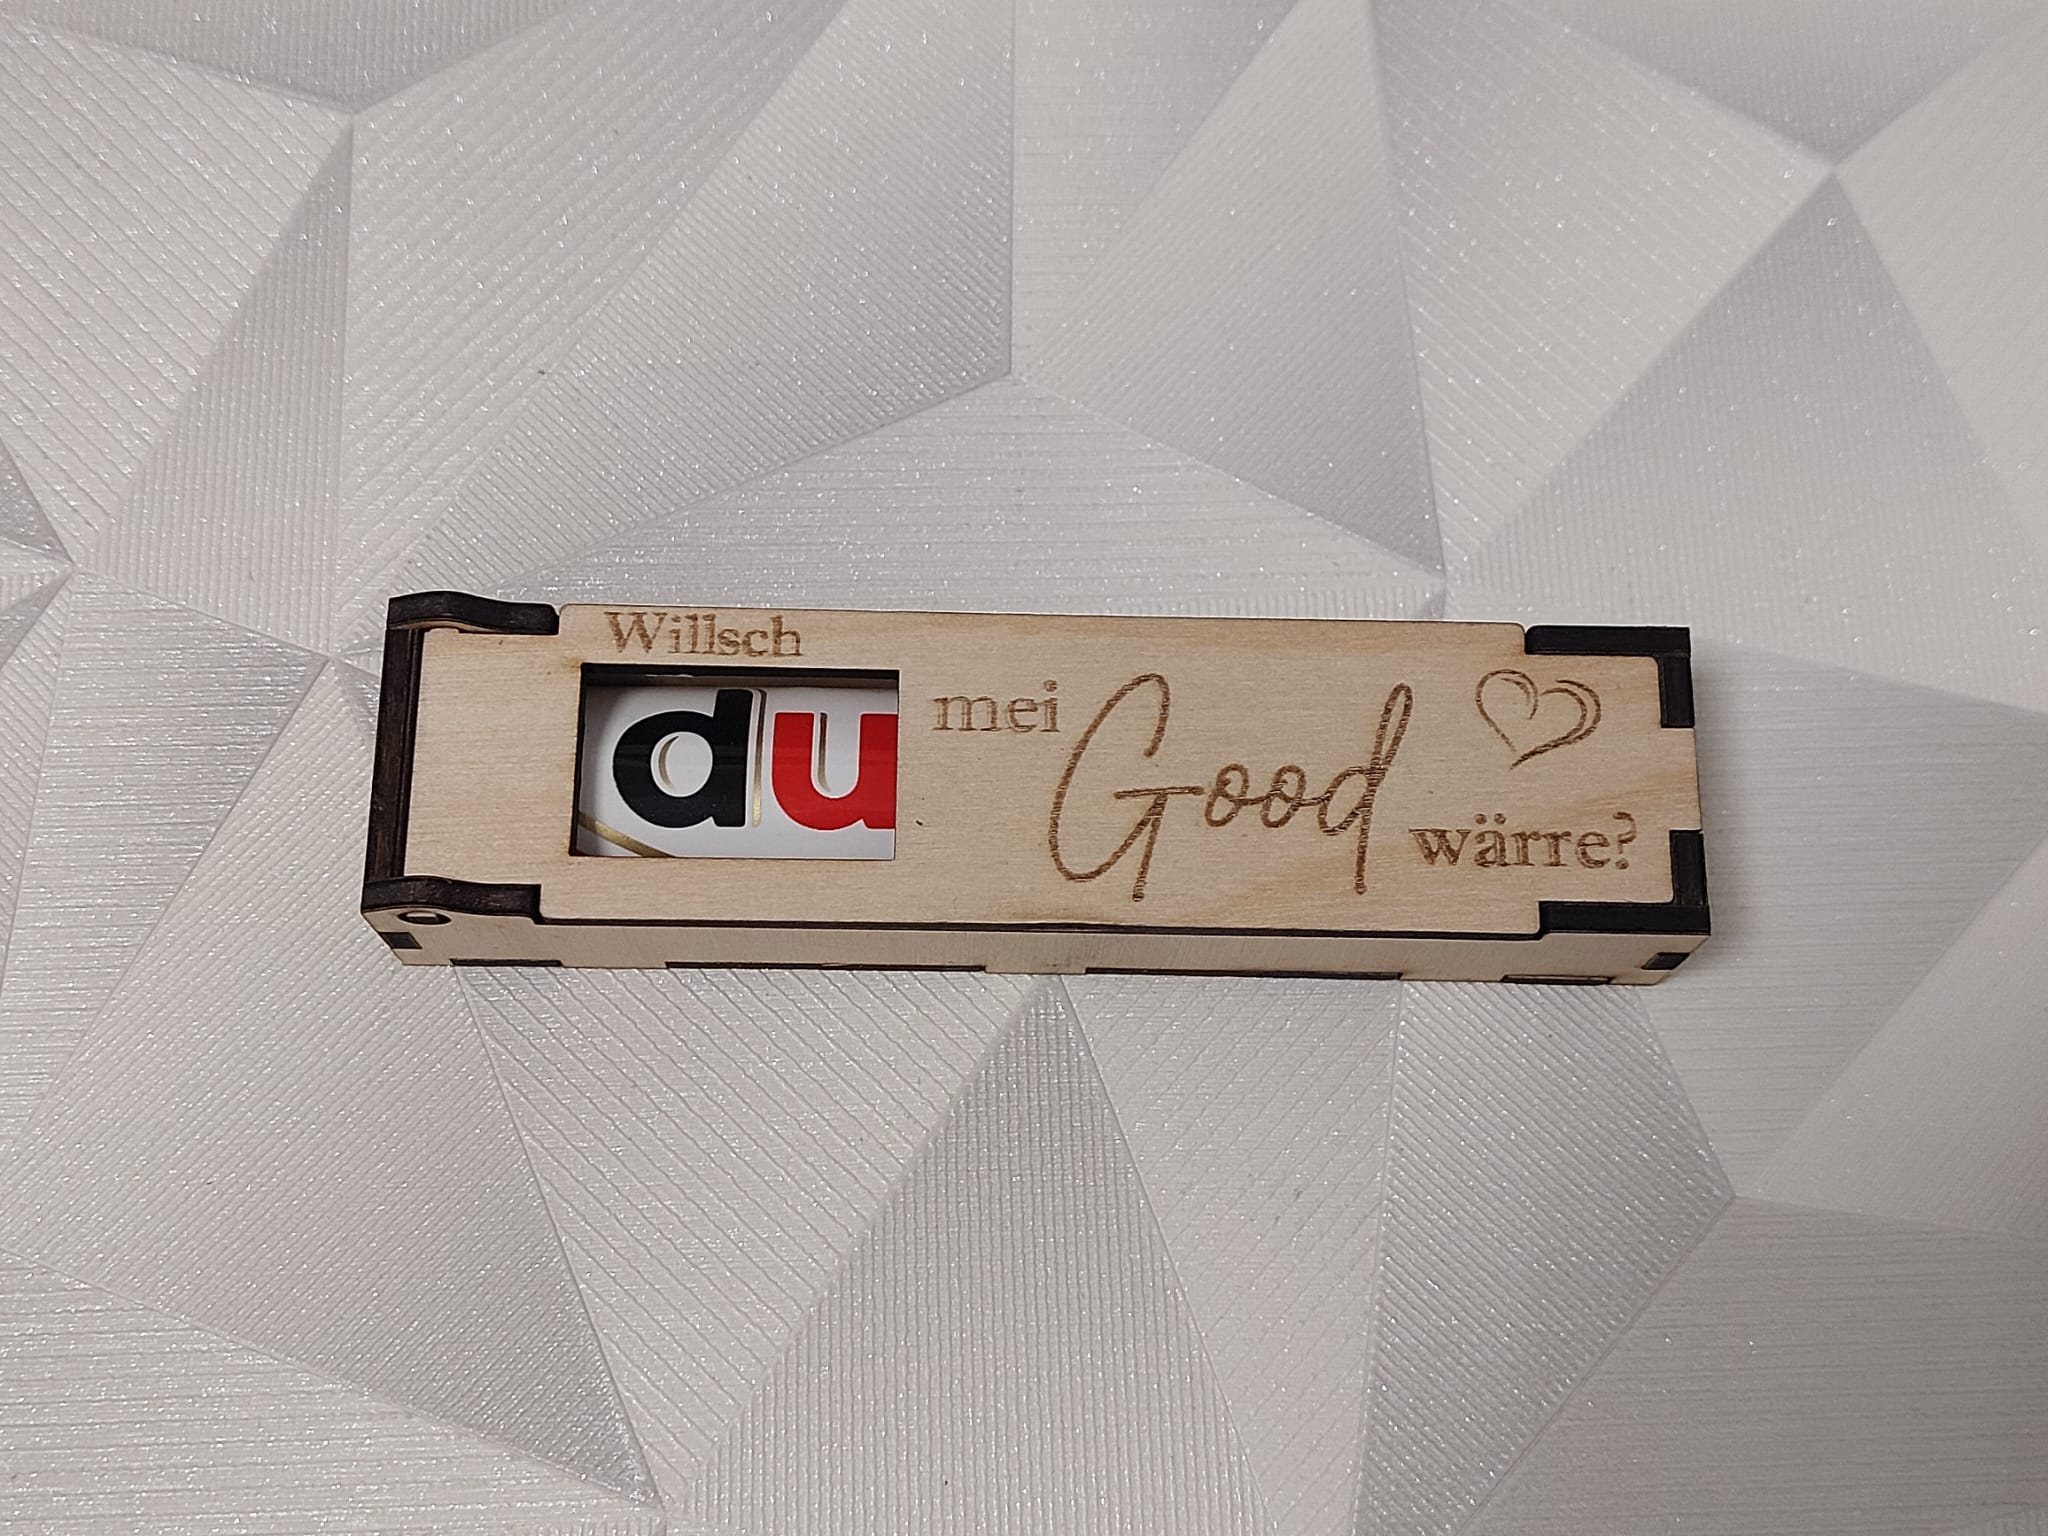 Willsch
du mei Good
wärre?